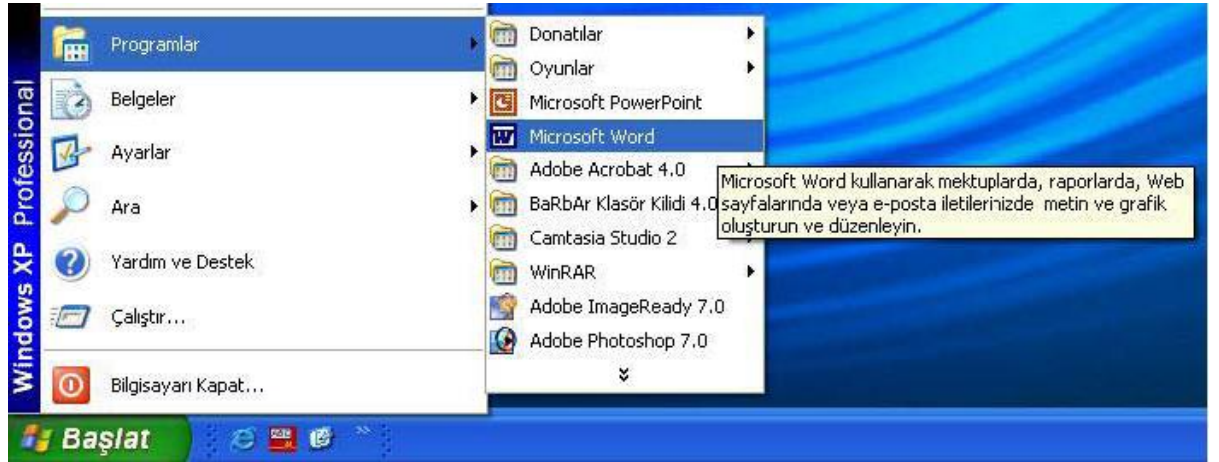 Windows XP Professional
Programlar
Belgeler
Ayarlar
Ara
Yardım ve Destek
Çalıştır...
Bilgisayarı Kapat...
Donatılar
Oyunlar
Microsoft PowerPoint
Microsoft Word
Adobe Acrobat 4.0
BaRbAr Klasör Kilidi 4.0
Camtasia Studio 2
WinRAR
Adobe ImageReady 7.0
Adobe Photoshop 7.0
Microsoft Word kullanarak mektuplarda, raporlarda, Web
sayfalarında veya e-posta iletilerinizde metin ve grafik
oluşturun ve düzenleyin.
Başlat